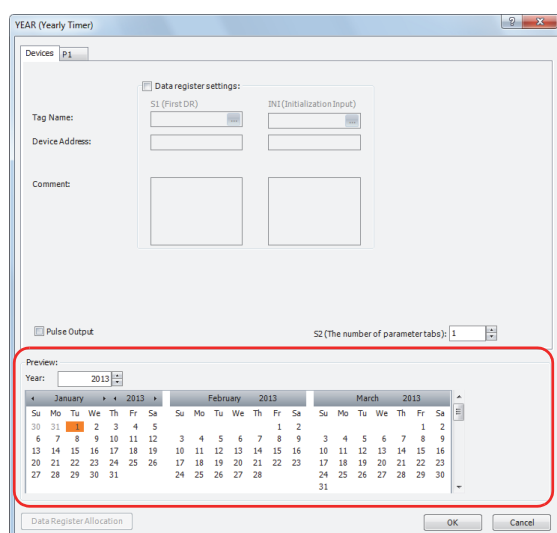 YEAR (Yearly Timer)
Devices P1
Data register settings:
S1 (First DR) INI (Initialization Input)
Tag Name:
Device Address:
Comment:
Pulse Output S2 (The number of parameter tabs): 1
Preview:
Year: 2013
January 2013 February 2013 March 2013
Su Mo Tu We Th Fr Sa Su Mo Tu We Th Fr Sa Su Mo Tu We Th Fr Sa
30 31 1 2 3 4 5 1 2 1 2
6 7 8 9 10 11 12 3 4 5 6 7 8 9 3 4 5 6 7 8 9
13 14 15 16 17 18 19 10 11 12 13 14 15 16 10 11 12 13 14 15 16
20 21 22 23 24 25 26 17 18 19 20 21 22 23 17 18 19 20 21 22 23
27 28 29 30 31 24 25 26 27 28 24 25 26 27 28 29 30
31
Data Register Allocation OK Cancel